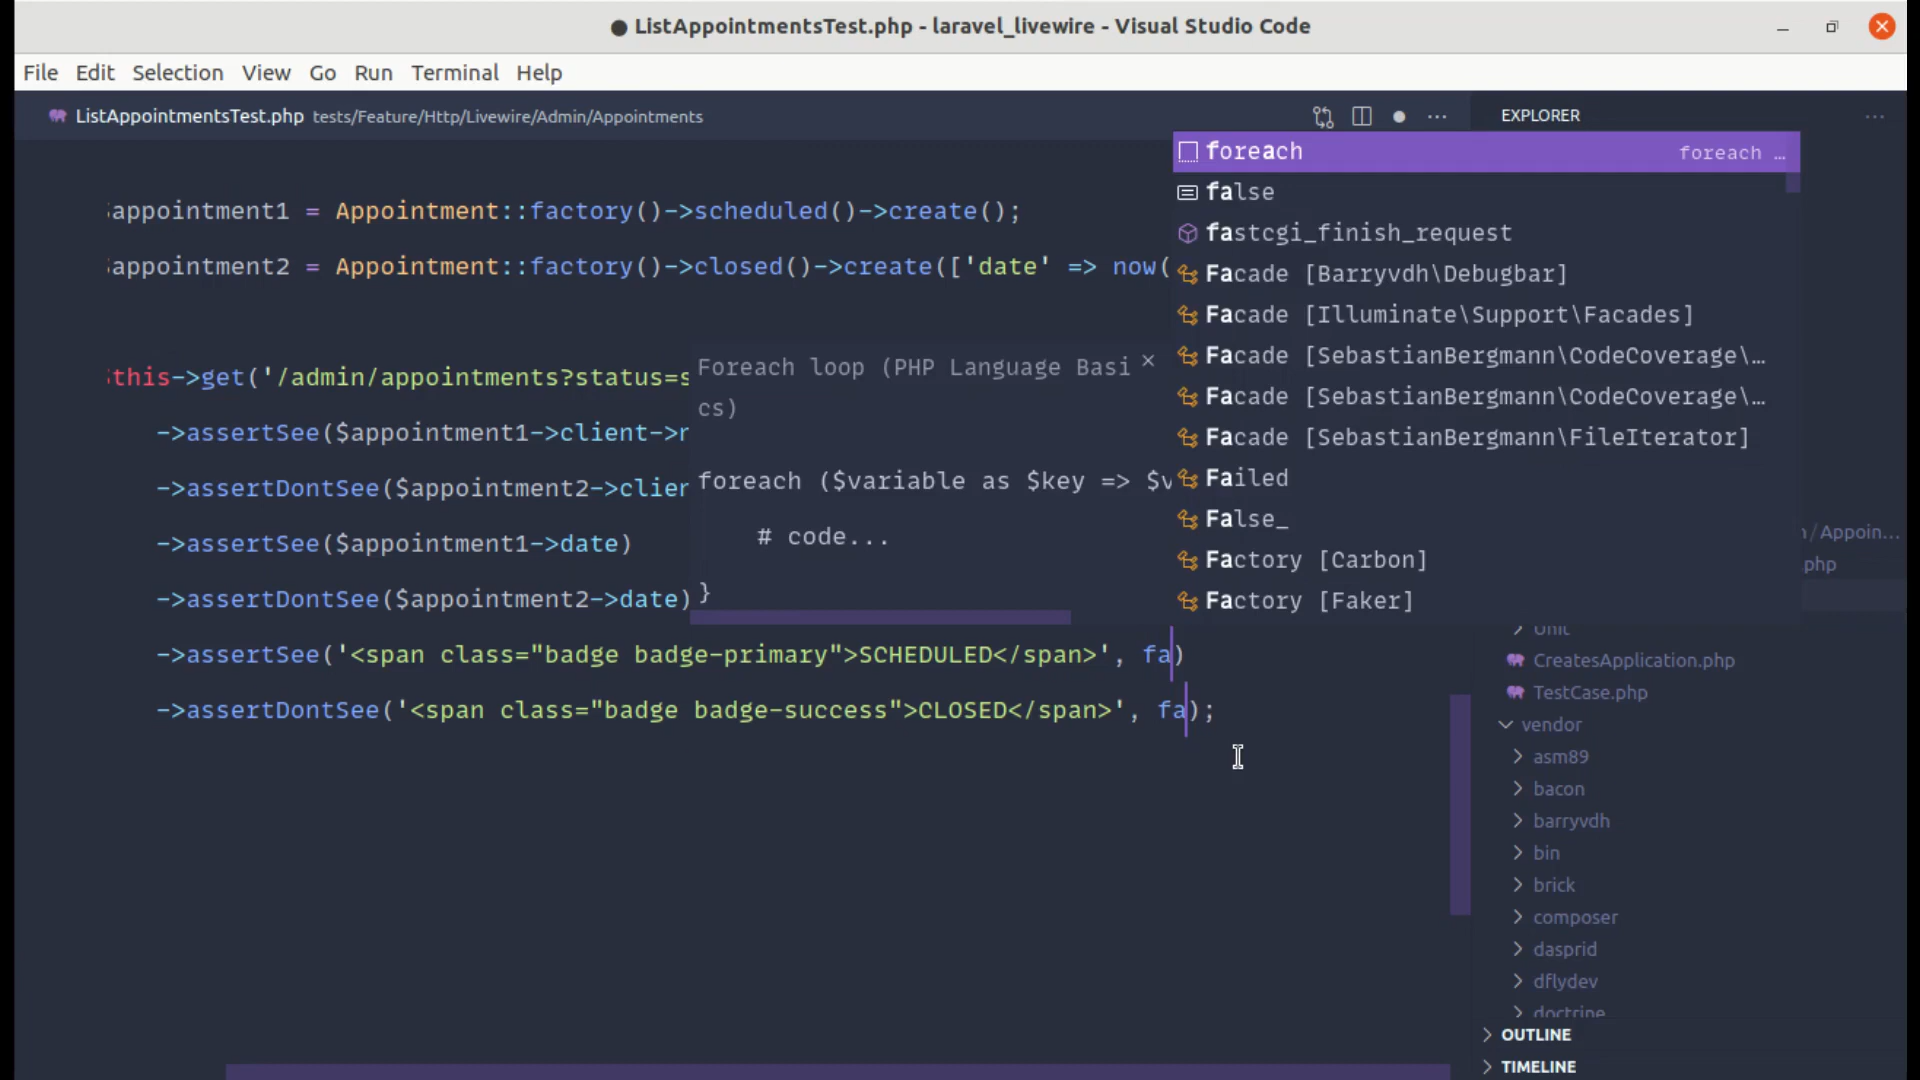 ● ListAppointmentsTest.php - laravel_livewire - Visual Studio Code
File Edit Selection View Go Run Terminal Help
ListAppointmentsTest.php tests/Feature/Http/Livewire/Admin/Appointments
EXPLORER
appointment1 = Appointment::factory()->scheduled()->create();
appointment2 = Appointment::factory()->closed()->create(['date' => now(
this->get('/admin/appointments?status=s
->assertSee($appointment1->client->n
->assertDontSee($appointment2->clien
->assertSee($appointment1->date)
->assertDontSee($appointment2->date)
->assertSee('<span class="badge badge-primary">SCHEDULED</span>', fa)
->assertDontSee('<span class="badge badge-success">CLOSED</span>', fa);
Foreach loop (PHP Language Basi
cs)
foreach ($variable as $key => $v
# code...
}
foreach foreach …
false
fastcgi_finish_request
Facade [Barryvdh\Debugbar]
Facade [Illuminate\Support\Facades]
Facade [SebastianBergmann\CodeCoverage\…
Facade [SebastianBergmann\CodeCoverage\…
Facade [SebastianBergmann\FileIterator]
Failed
False_
Factory [Carbon]
Factory [Faker]
/Appoin...
php
Unit
CreatesApplication.php
TestCase.php
vendor
asm89
bacon
barryvdh
bin
brick
composer
dasprid
dflydev
doctrine
OUTLINE
TIMELINE